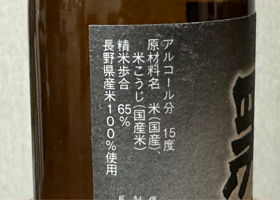 アルコール分 15度
原材料名 米(国産)、
米こうじ(国産米)
精米歩合 65%
長野県産米100%使用